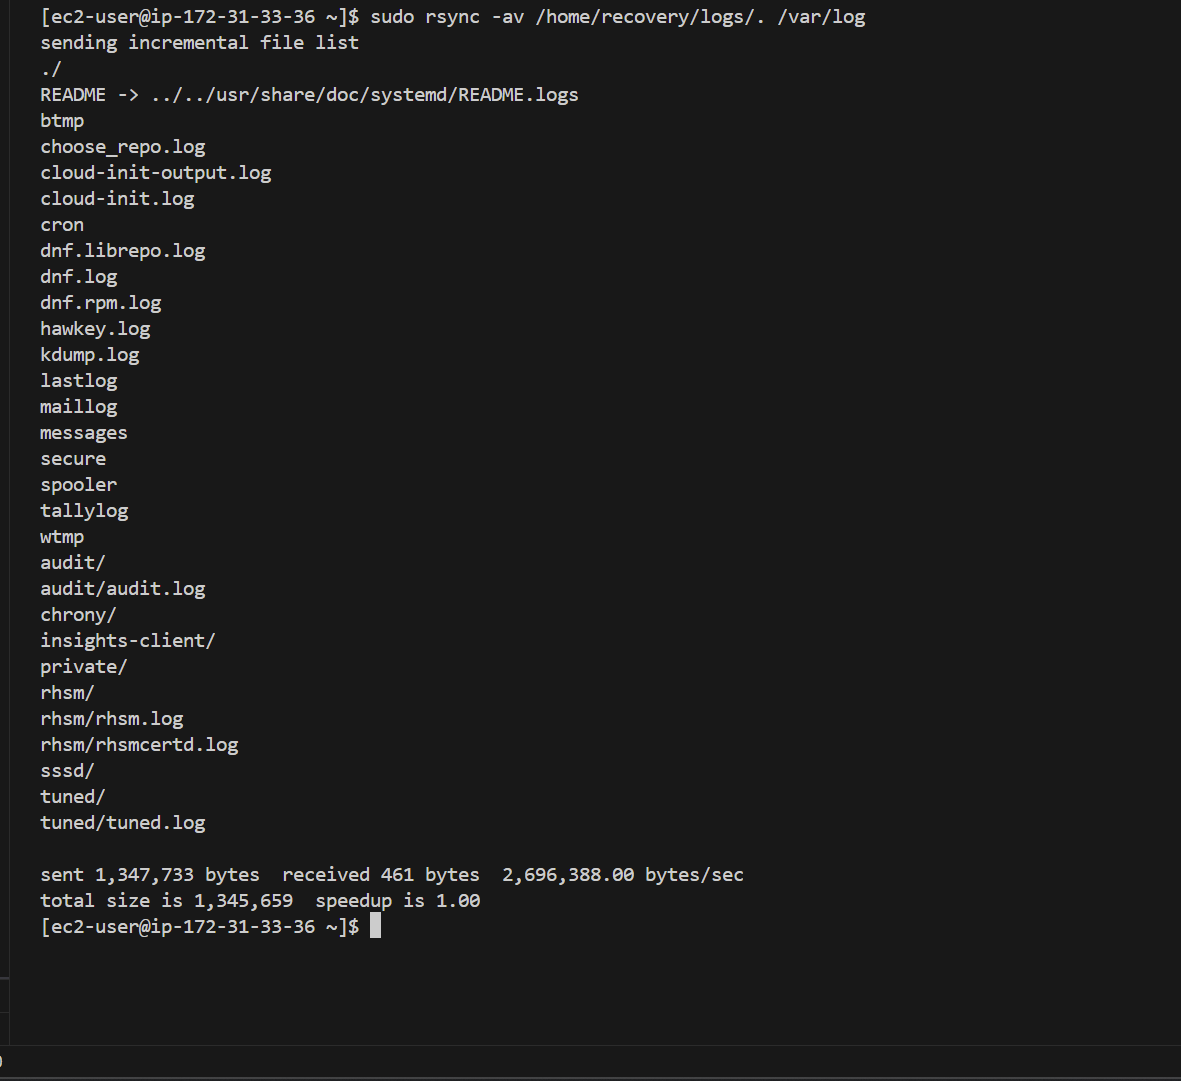 [ec2-user@ip-172-31-33-36 ~]$ sudo rsync -av /home/recovery/logs/. /var/log
sending incremental file list
./
README -> ../../usr/share/doc/systemd/README.logs
btmp
choose_repo.log
cloud-init-output.log
cloud-init.log
cron
dnf.librepo.log
dnf.log
dnf.rpm.log
hawkey.log
kdump.log
lastlog
maillog
messages
secure
spooler
tallylog
wtmp
audit/
audit/audit.log
chrony/
insights-client/
private/
rhsm/
rhsm/rhsm.log
rhsm/rhsmcertd.log
sssd/
tuned/
tuned/tuned.log

sent 1,347,733 bytes  received 461 bytes  2,696,388.00 bytes/sec
total size is 1,345,659  speedup is 1.00
[ec2-user@ip-172-31-33-36 ~]$